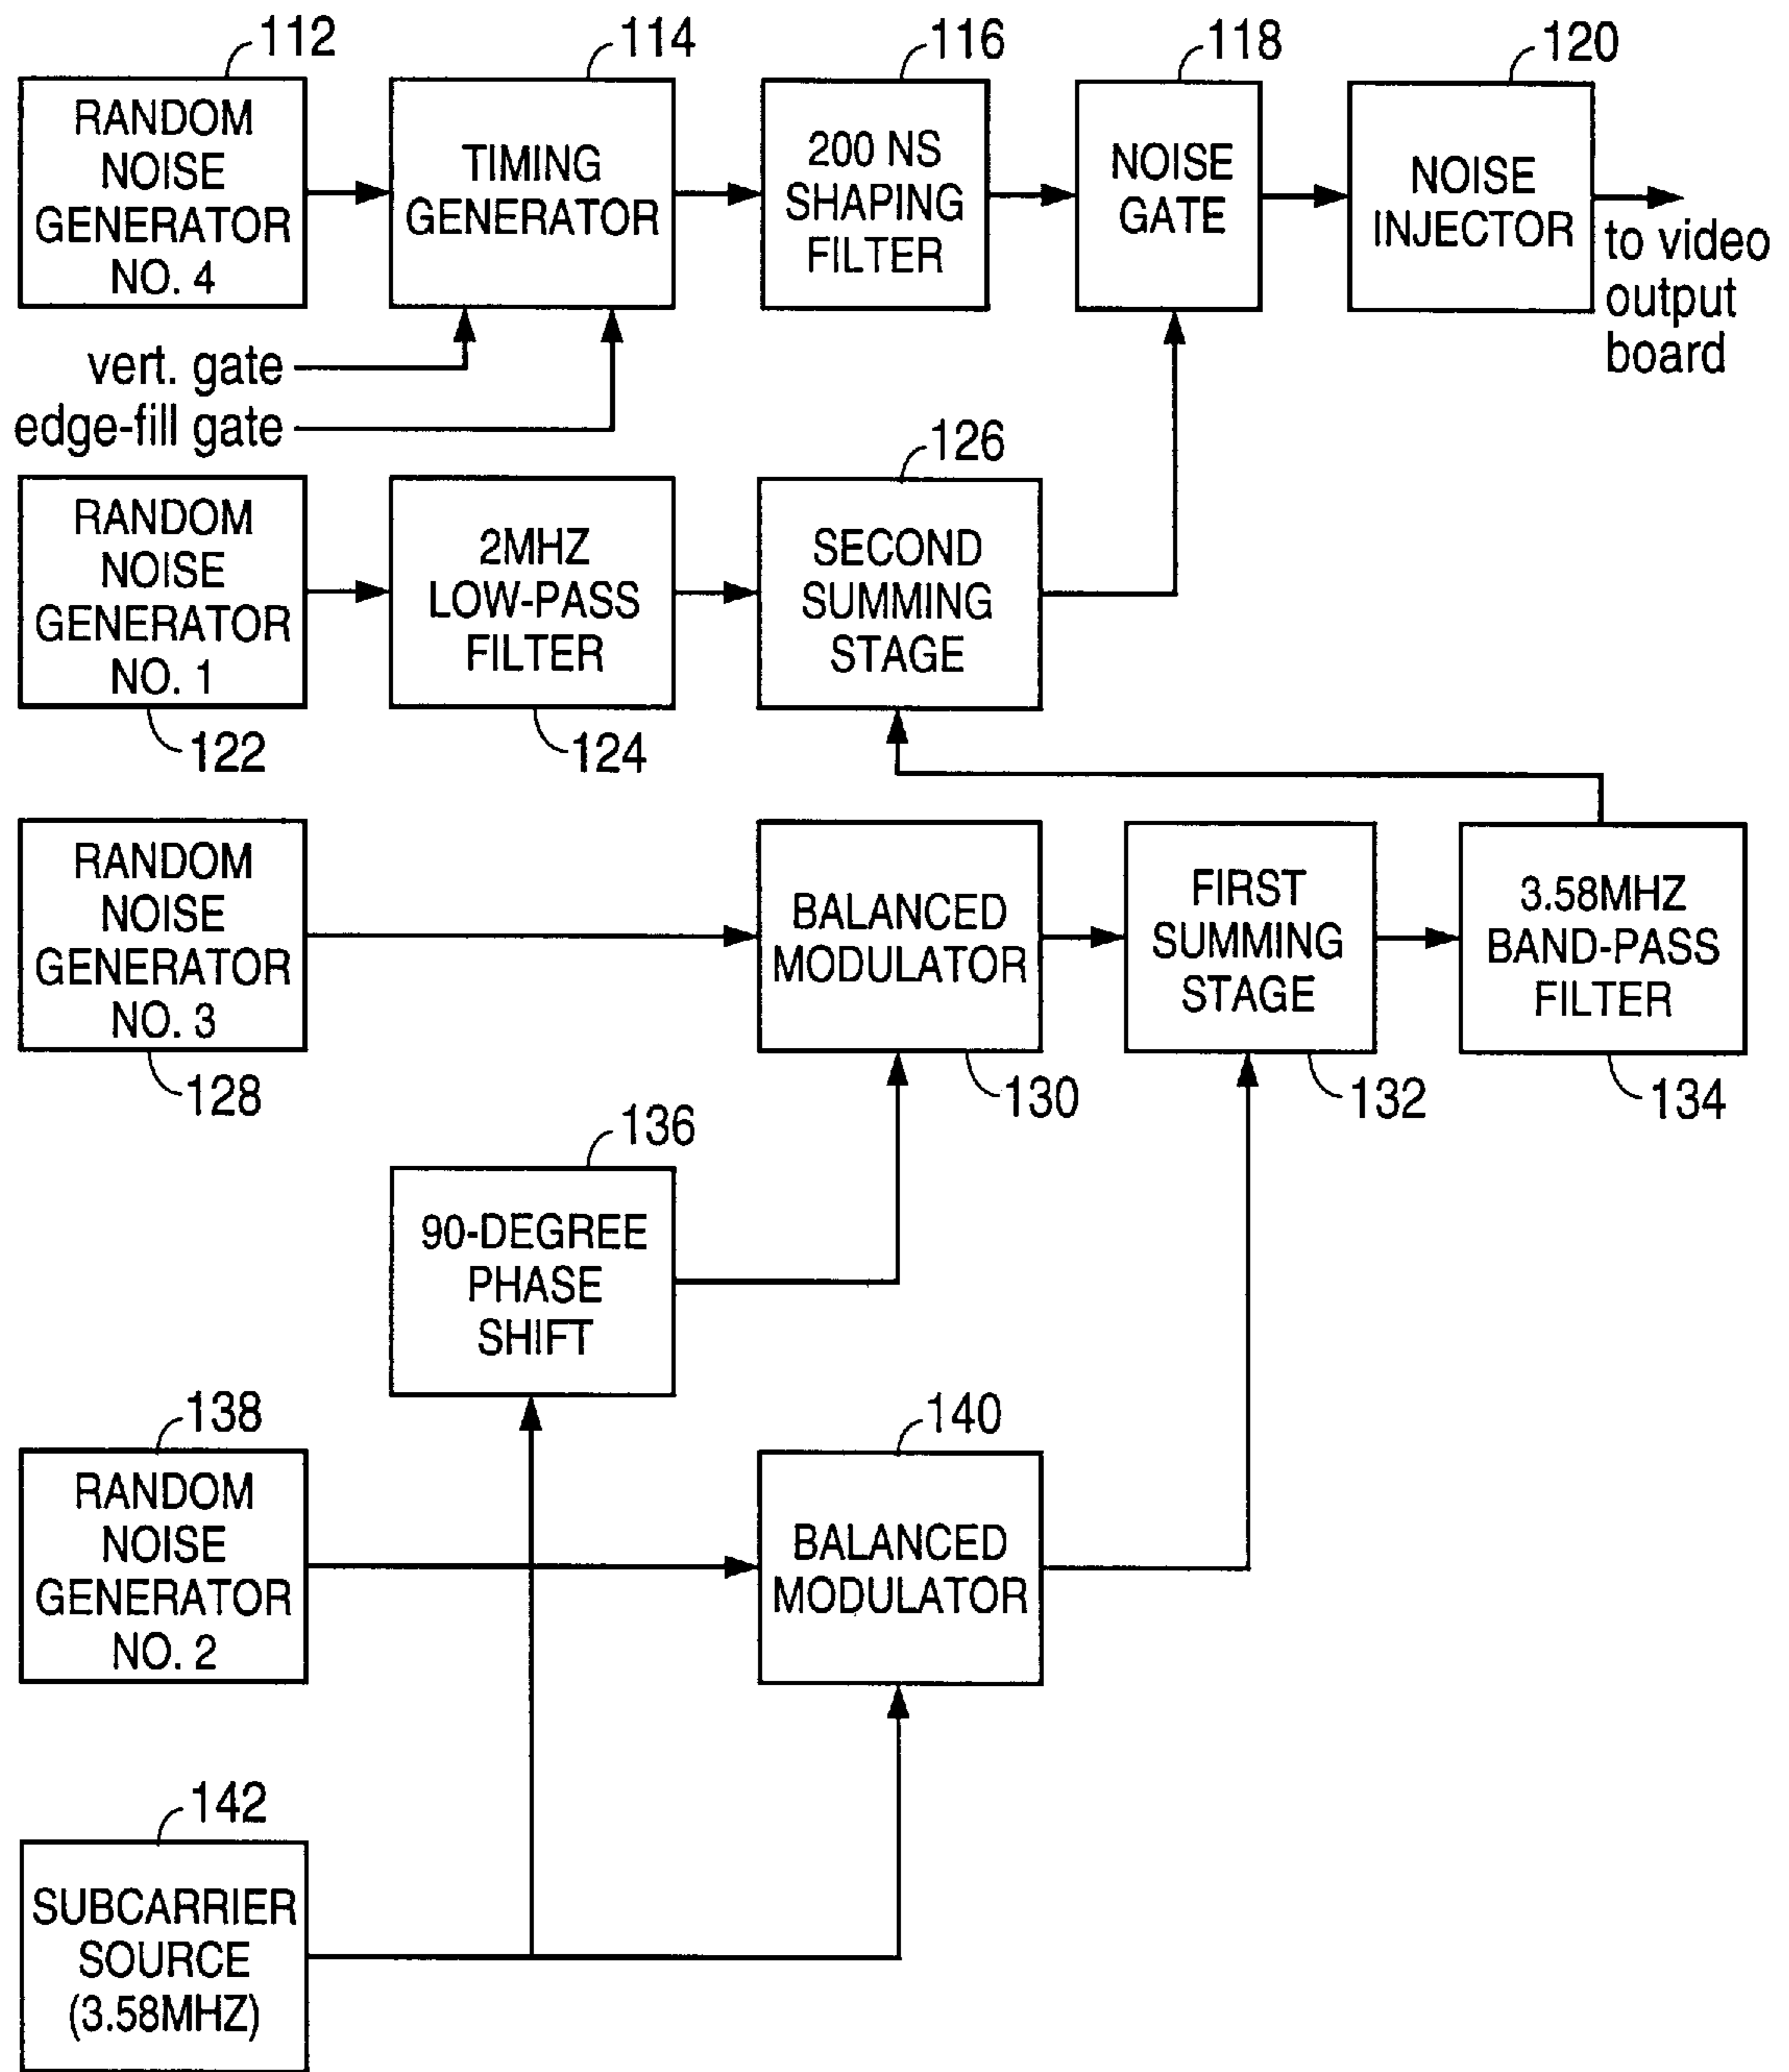 112
114
116
118
120
RANDOM
NOISE
GENERATOR
NO. 4
TIMING
GENERATOR
200 NS
SHAPING
FILTER
NOISE
GATE
NOISE
INJECTOR
to video
output
board
vert. gate
edge-fill gate
126
RANDOM
NOISE
GENERATOR
NO. 1
2MHZ
LOW-PASS
FILTER
SECOND
SUMMING
STAGE
122
124
RANDOM
NOISE
GENERATOR
NO. 3
BALANCED
MODULATOR
FIRST
SUMMING
STAGE
3.58MHZ
BAND-PASS
FILTER
128
130
132
134
136
90-DEGREE
PHASE
SHIFT
138
140
RANDOM
NOISE
GENERATOR
NO. 2
BALANCED
MODULATOR
142
SUBCARRIER
SOURCE
(3.58MHZ)